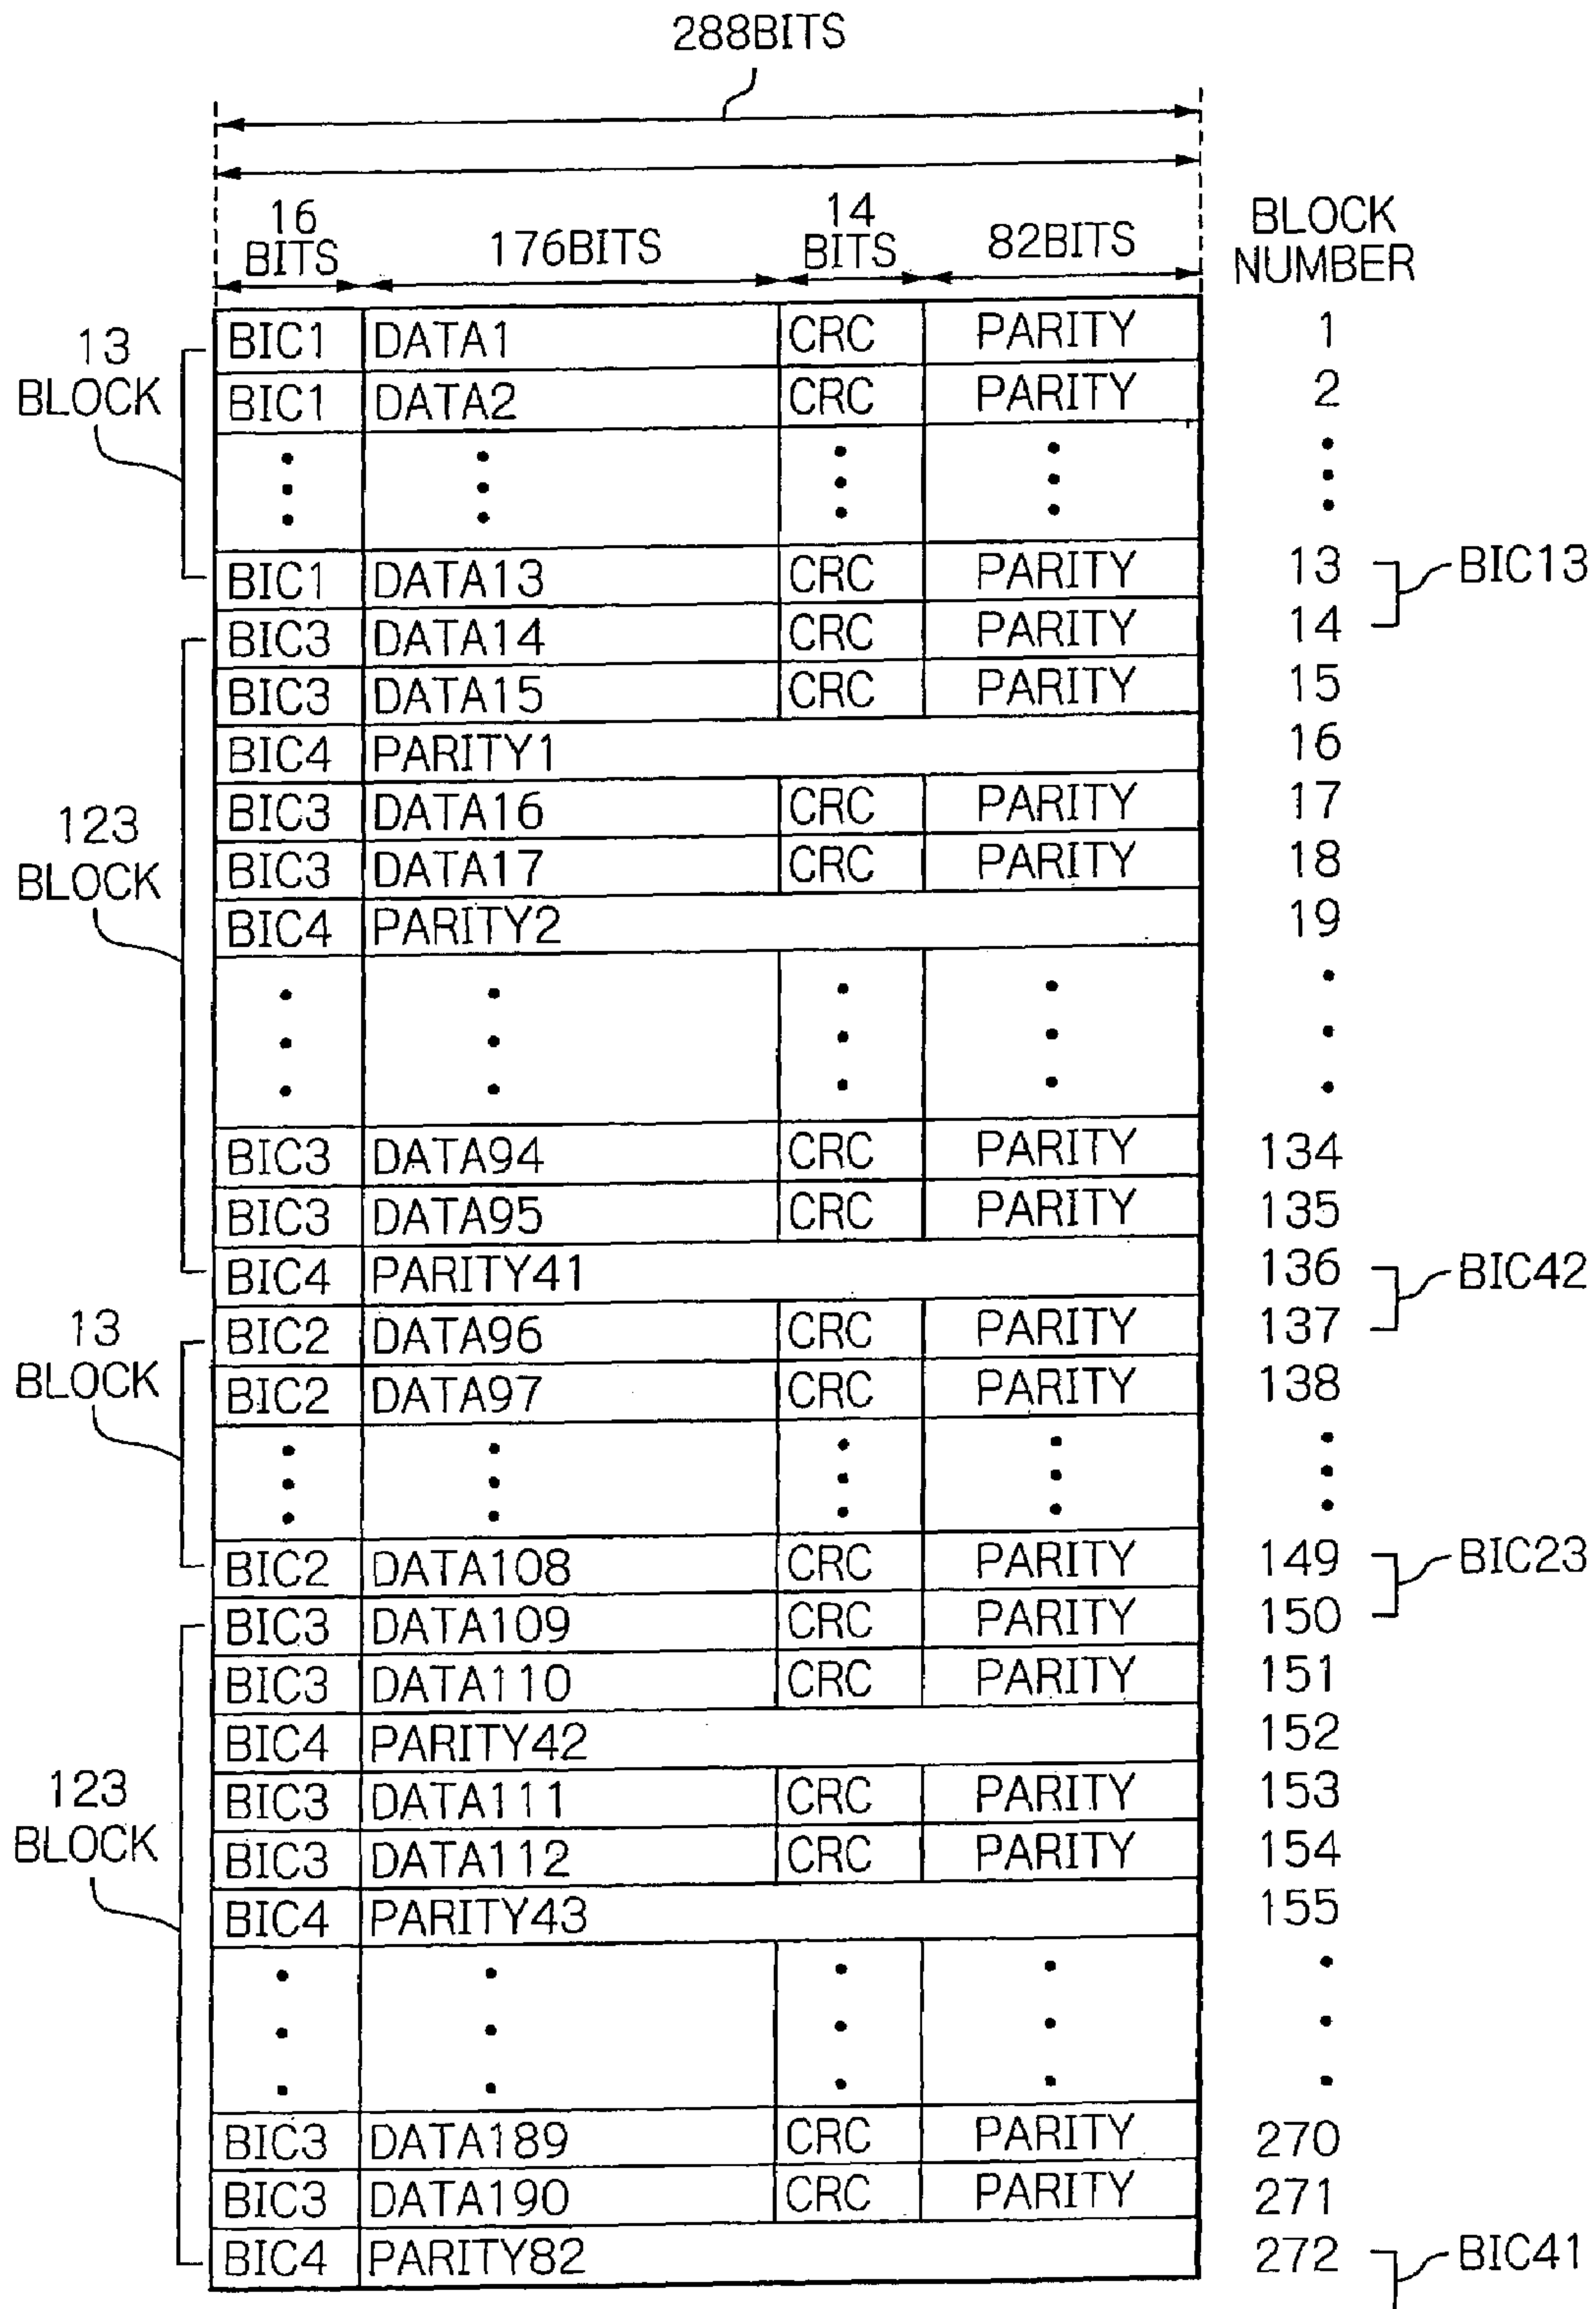 288BITS
16 BITS 176BITS 14 BITS 82BITS BLOCK NUMBER
13 BLOCK
BIC1 DATA1 CRC PARITY 1
BIC1 DATA2 CRC PARITY 2
BIC1 DATA13 CRC PARITY 13
BIC13
123 BLOCK
BIC3 DATA14 CRC PARITY 14
BIC3 DATA15 CRC PARITY 15
BIC4 PARITY1 16
BIC3 DATA16 CRC PARITY 17
BIC3 DATA17 CRC PARITY 18
BIC4 PARITY2 19
BIC3 DATA94 CRC PARITY 134
BIC3 DATA95 CRC PARITY 135
BIC4 PARITY41 136
BIC42
13 BLOCK
BIC2 DATA96 CRC PARITY 137
BIC2 DATA97 CRC PARITY 138
BIC2 DATA108 CRC PARITY 149
BIC23
123 BLOCK
BIC3 DATA109 CRC PARITY 150
BIC3 DATA110 CRC PARITY 151
BIC4 PARITY42 152
BIC3 DATA111 CRC PARITY 153
BIC3 DATA112 CRC PARITY 154
BIC4 PARITY43 155
BIC3 DATA189 CRC PARITY 270
BIC3 DATA190 CRC PARITY 271
BIC4 PARITY82 272
BIC41